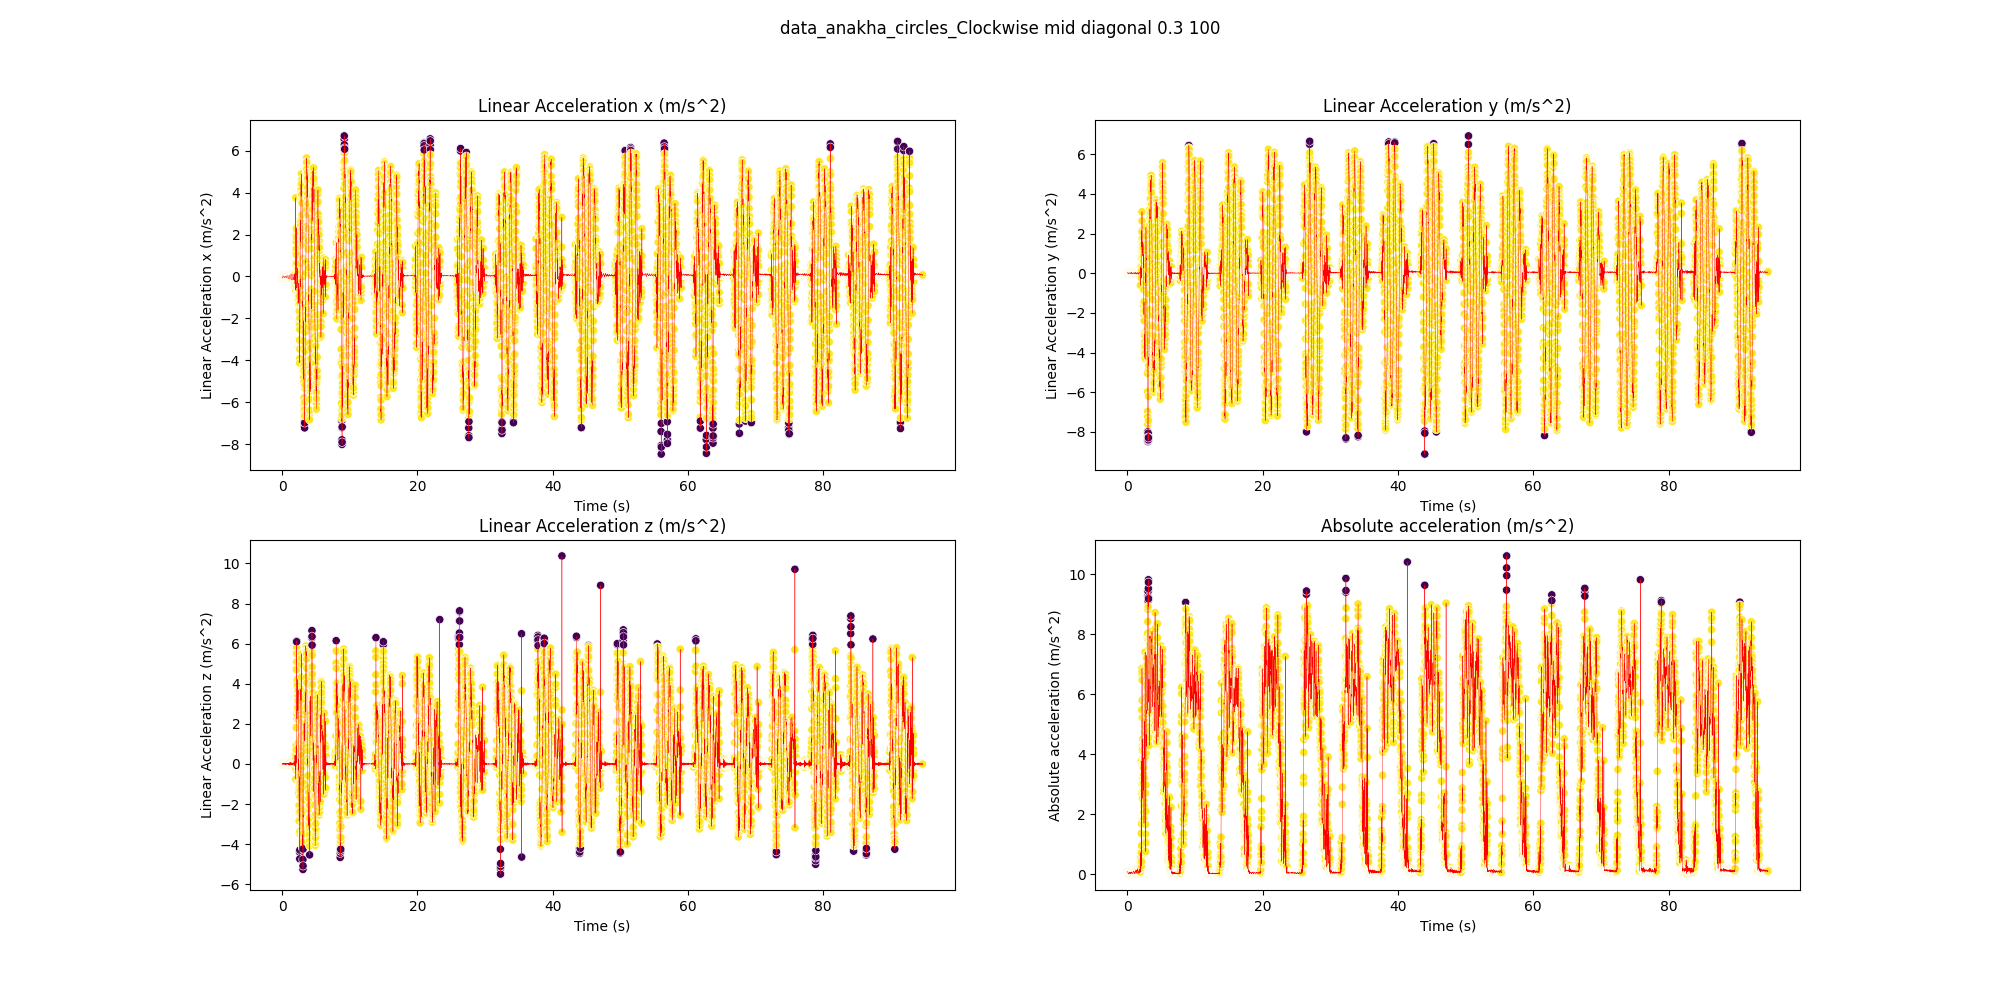 data_anakha_circles_Clockwise mid diagonal 0.3 100
Linear Acceleration x (m/s^2)
Linear Acceleration x (m/s^2)
6
4
2
0
−2
−4
−6
−8
0 20 40 60 80
Time (s)
Linear Acceleration y (m/s^2)
Linear Acceleration y (m/s^2)
6
4
2
0
−2
−4
−6
−8
0 20 40 60 80
Time (s)
Linear Acceleration z (m/s^2)
Linear Acceleration z (m/s^2)
10
8
6
4
2
0
−2
−4
−6
0 20 40 60 80
Time (s)
Absolute acceleration (m/s^2)
Absolute acceleration (m/s^2)
10
8
6
4
2
0
0 20 40 60 80
Time (s)